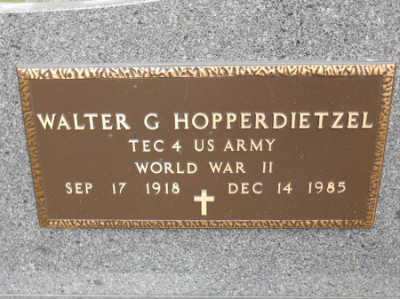 WALTER G HOPPERDIETZEL
TEC 4 US ARMY
WORLD WAR II
SEP 17 1918 DEC 14 1985